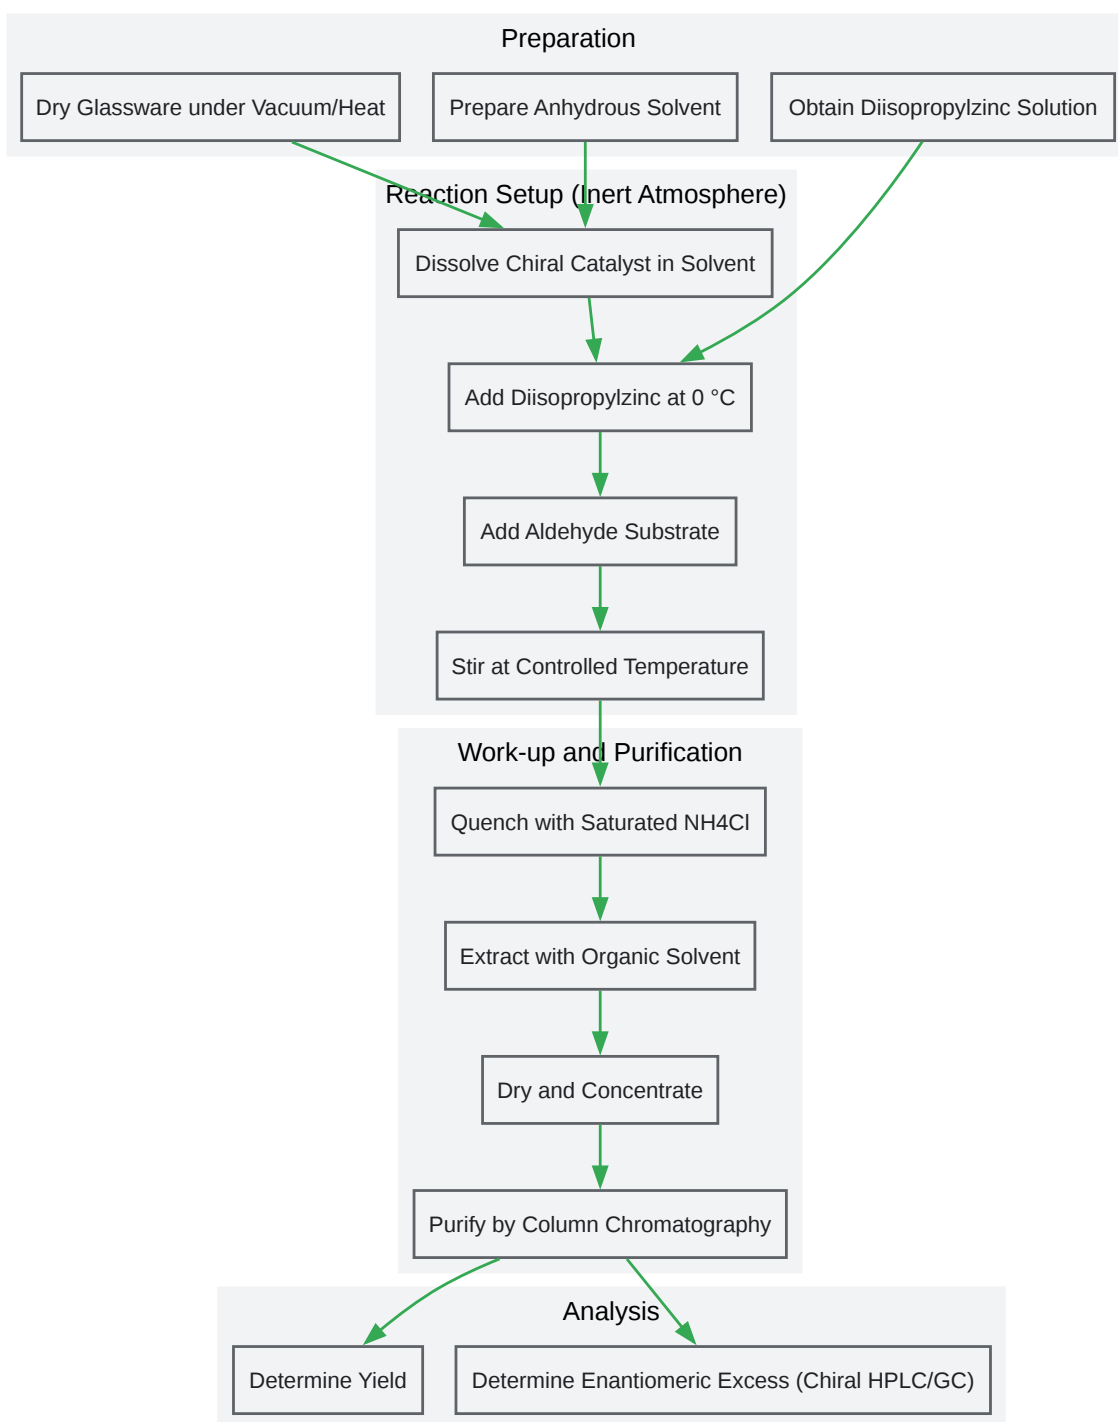 Preparation
Dry Glassware under Vacuum/Heat
Prepare Anhydrous Solvent
Obtain Diisopropylzinc Solution
Reaction Setup (Inert Atmosphere)
Dissolve Chiral Catalyst in Solvent
Add Diisopropylzinc at 0 °C
Add Aldehyde Substrate
Stir at Controlled Temperature
Work-up and Purification
Quench with Saturated NH4Cl
Extract with Organic Solvent
Dry and Concentrate
Purify by Column Chromatography
Analysis
Determine Yield
Determine Enantiomeric Excess (Chiral HPLC/GC)